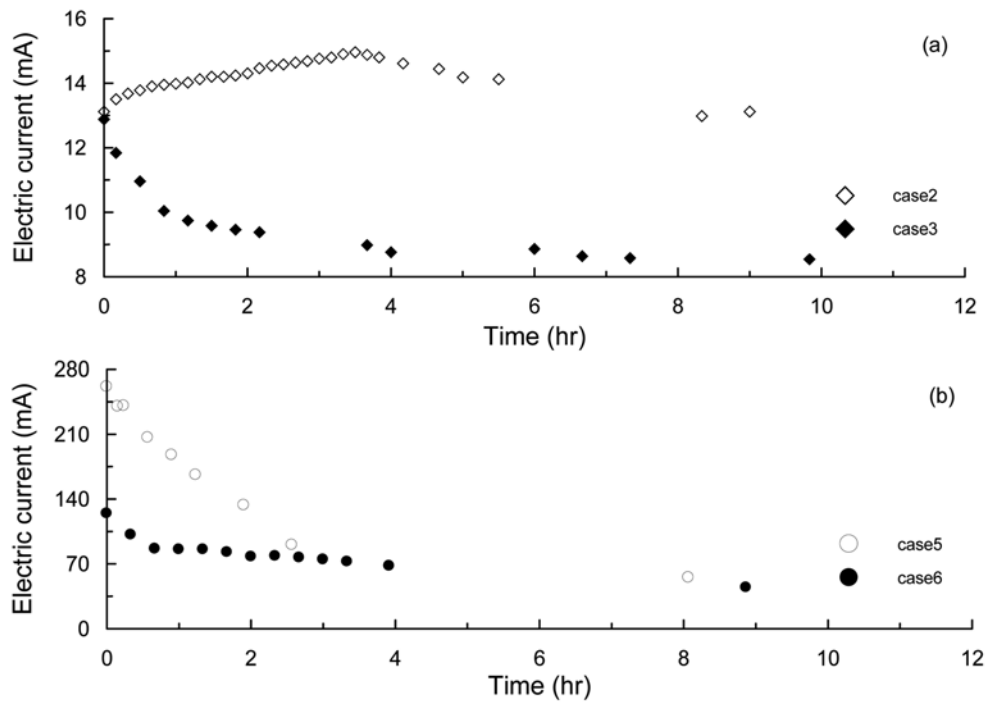 16
14
12
10
8
Electric current (mA)
(a)
case2
case3
0 2 4 6 8 10 12
Time (hr)
280
210
140
70
0
Electric current (mA)
(b)
case5
case6
0 2 4 6 8 10 12
Time (hr)